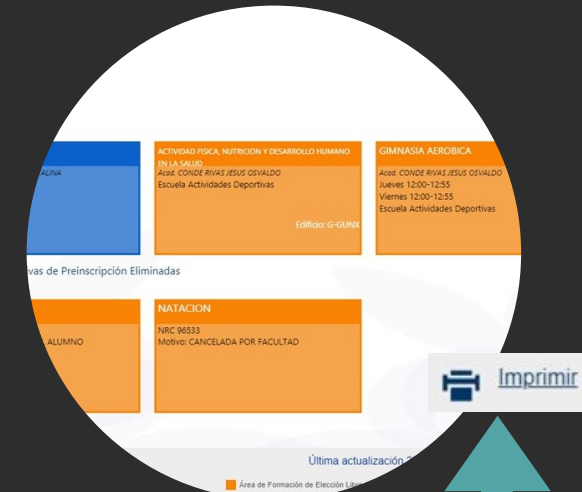 ALINA
ACTIVIDAD FISICA, NUTRICION Y DESARROLLO HUMANO
EN LA SALUD
Acad. CONDE RIVAS JESUS OSVALDO
Escuela Actividades Deportivas
Edificio: G-GUNX
GIMNASIA AEROBICA
Acad. CONDE RIVAS JESUS OSVALDO
Jueves 12:00-12:55
Viernes 12:00-12:55
Escuela Actividades Deportivas
vas de Preinscripción Eliminadas
ALUMNO
NATACION
NRC 96533
Motivo: CANCELADA POR FACULTAD
Imprimir
Última actualización
Área de Formación de Elección Libre